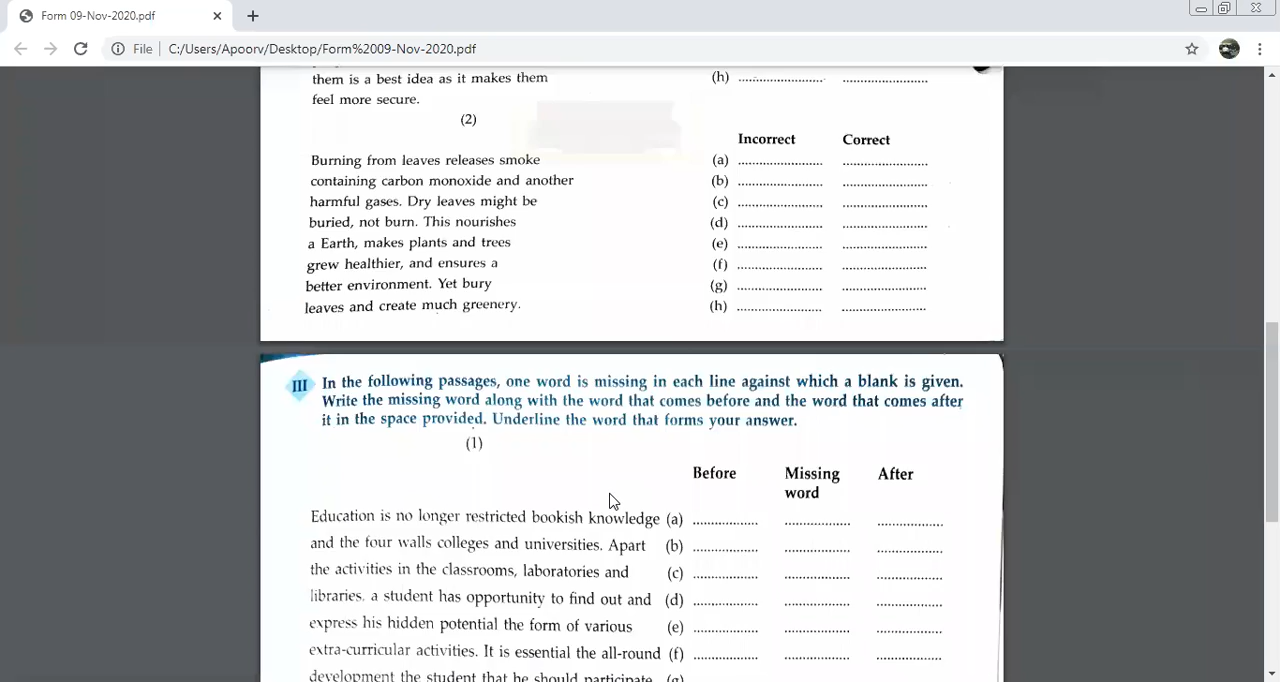 Form 09-Nov-2020.pdf
File C:/Users/Apoorv/Desktop/Form%2009-Nov-2020.pdf
them is a best idea as it makes them (h) ........................ ........................
feel more secure.
(2)
Incorrect Correct
Burning from leaves releases smoke (a) ........................ ........................
containing carbon monoxide and another (b) ........................ ........................
harmful gases. Dry leaves might be (c) ........................ ........................
buried, not burn. This nourishes (d) ........................ ........................
a Earth, makes plants and trees (e) ........................ ........................
grew healthier, and ensures a (f) ........................ ........................
better environment. Yet bury (g) ........................ ........................
leaves and create much greenery. (h) ........................ ........................
III In the following passages, one word is missing in each line against which a blank is given.
Write the missing word along with the word that comes before and the word that comes after
it in the space provided. Underline the word that forms your answer.
(1)
Before Missing word After
Education is no longer restricted bookish knowledge (a) .................. .................. ..................
and the four walls colleges and universities. Apart (b) .................. .................. ..................
the activities in the classrooms, laboratories and (c) .................. .................. ..................
libraries, a student has opportunity to find out and (d) .................. .................. ..................
express his hidden potential the form of various (e) .................. .................. ..................
extra-curricular activities. It is essential the all-round (f) .................. .................. ..................
development the student that he should participate (g)